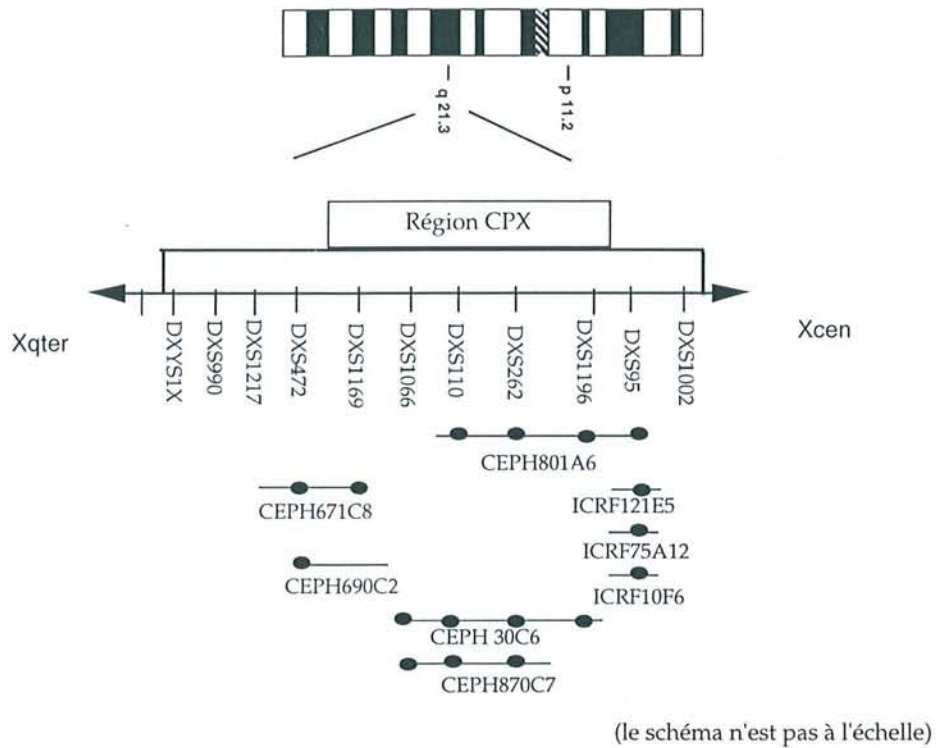 q 21.3
p 11.2
Région CPX
Xqter
Xcen
DXYS1X
DXS990
DXS1217
DXS472
DXS1169
DXS1066
DXS110
DXS262
DXS1196
DXS95
DXS1002
CEPH801A6
CEPH671C8
ICRF121E5
ICRF75A12
CEPH690C2
ICRF10F6
CEPH 30C6
CEPH870C7
(le schéma n'est pas à l'échelle)